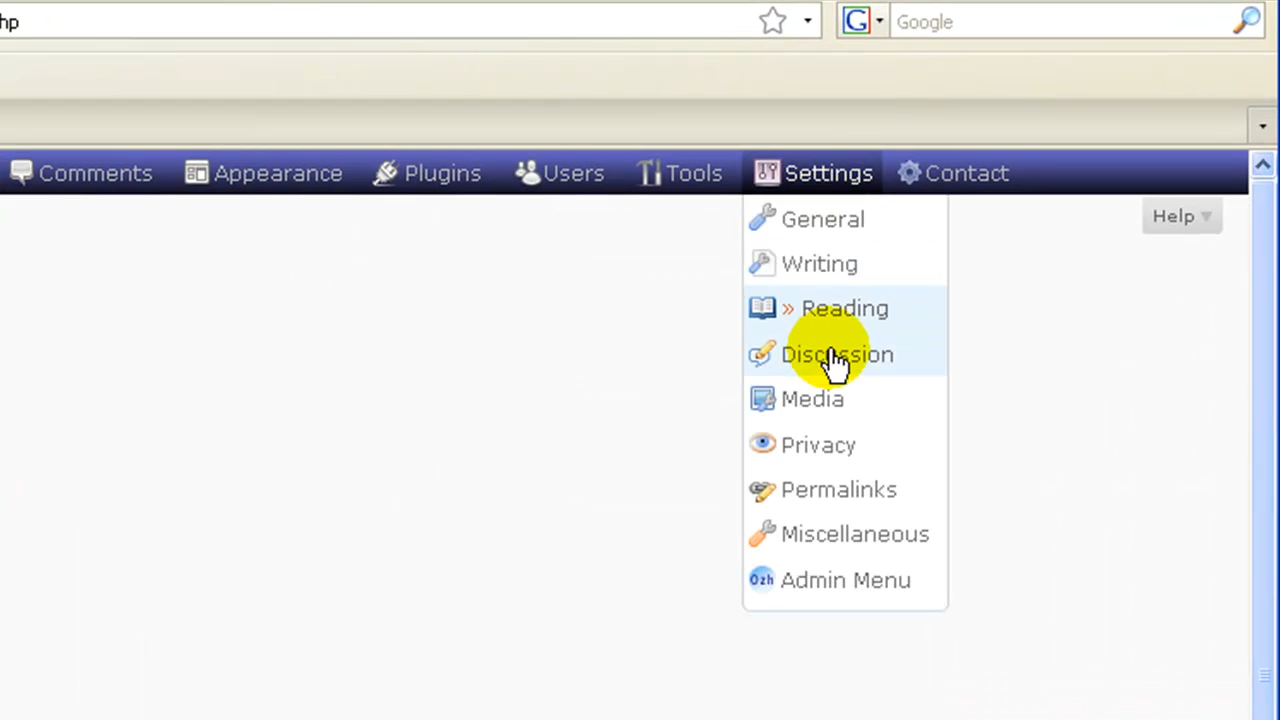 hp
G Google
Comments Appearance Plugins Users Tools Settings Contact
Help
General
Writing
» Reading
Discussion
Media
Privacy
Permalinks
Miscellaneous
Ozh Admin Menu